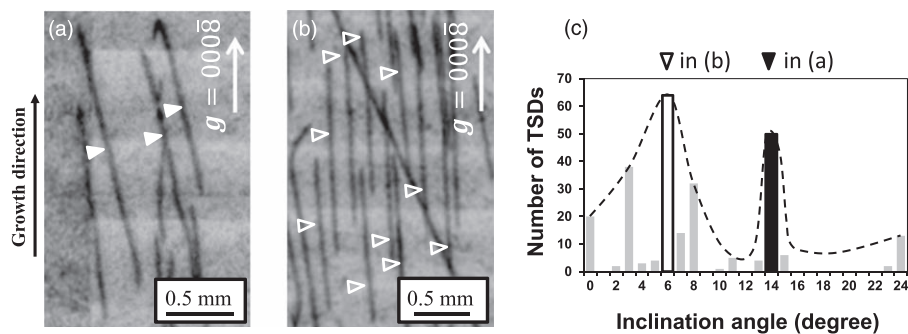 (a)
g = 0008̄
Growth direction
0.5 mm
(b)
g = 0008̄
0.5 mm
(c)
in (b)
in (a)
Number of TSDs
70
60
50
40
30
20
10
0
0 2 4 6 8 10 12 14 16 18 20 22 24
Inclination angle (degree)